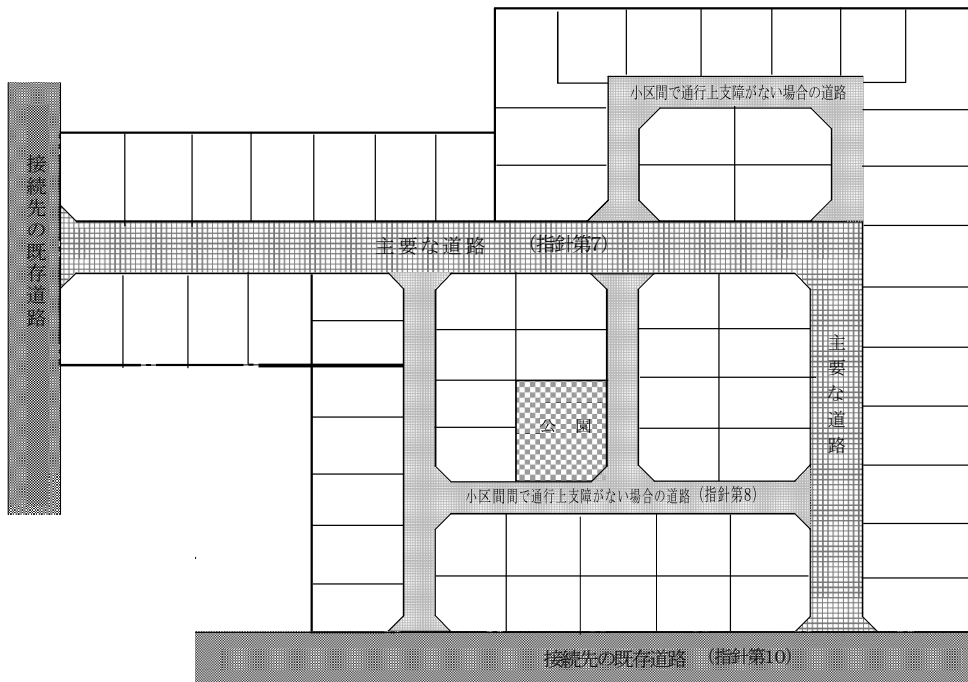 小区間で通行上支障がない場合の道路
接続先の既存道路
主要な道路 (指針第7)
主要な道路
公 園
小区間間で通行上支障がない場合の道路 (指針第8)
接続先の既存道路 (指針第10)